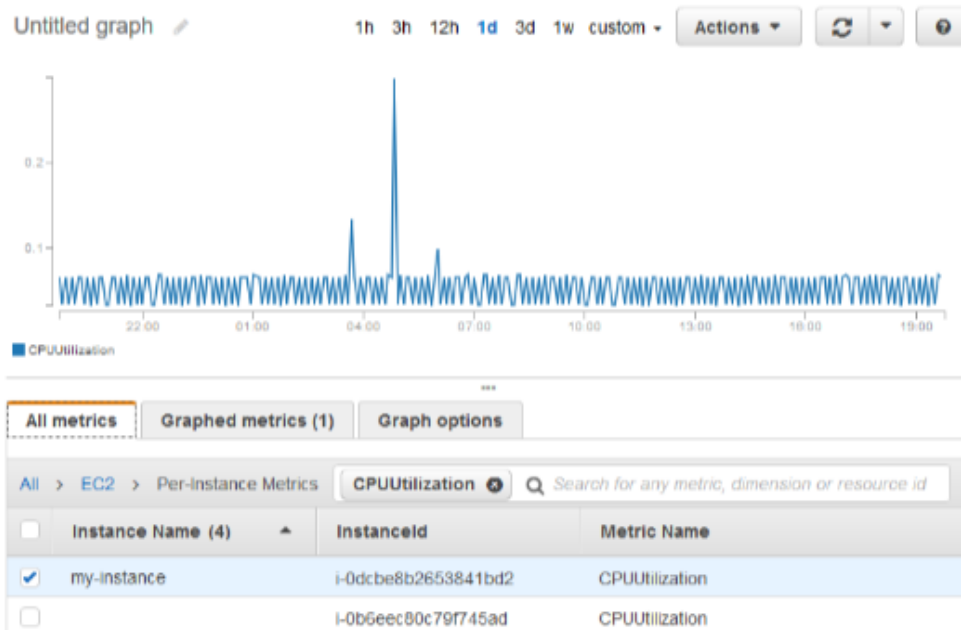 Untitled graph 1h 3h 12h 1d 3d 1w custom Actions
0.2
0.1
22:00 01:00 04:00 07:00 10:00 13:00 16:00 19:00
CPUUtilization
All metrics Graphed metrics (1) Graph options
All > EC2 > Per-Instance Metrics CPUUtilization Search for any metric, dimension or resource id
Instance Name (4) InstanceId Metric Name
my-instance i-0dcbe8b2653841bd2 CPUUtilization
i-0b6eec80c79f745ad CPUUtilization